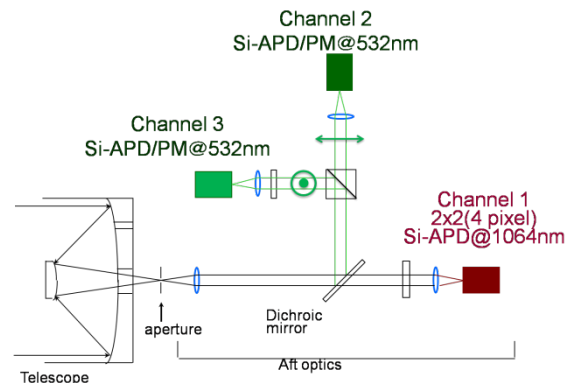 Channel 2
Si-APD/PM@532nm
Channel 3
Si-APD/PM@532nm
Channel 1
2x2(4 pixel)
Si-APD@1064nm
Dichroic
mirror
aperture
Aft optics
Telescope